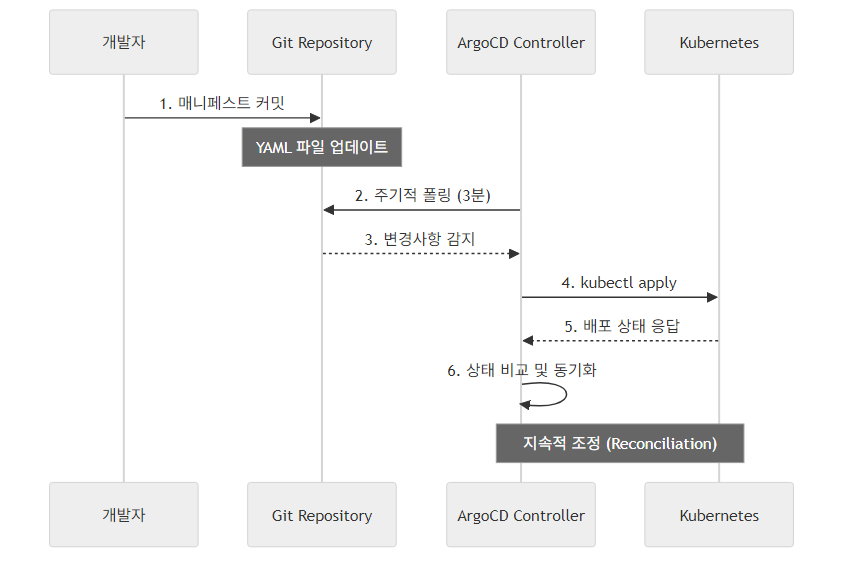 개발자
Git Repository
ArgoCD Controller
Kubernetes
1. 매니페스트 커밋
YAML 파일 업데이트
2. 주기적 폴링 (3분)
3. 변경사항 감지
4. kubectl apply
5. 배포 상태 응답
6. 상태 비교 및 동기화
지속적 조정 (Reconciliation)
개발자
Git Repository
ArgoCD Controller
Kubernetes